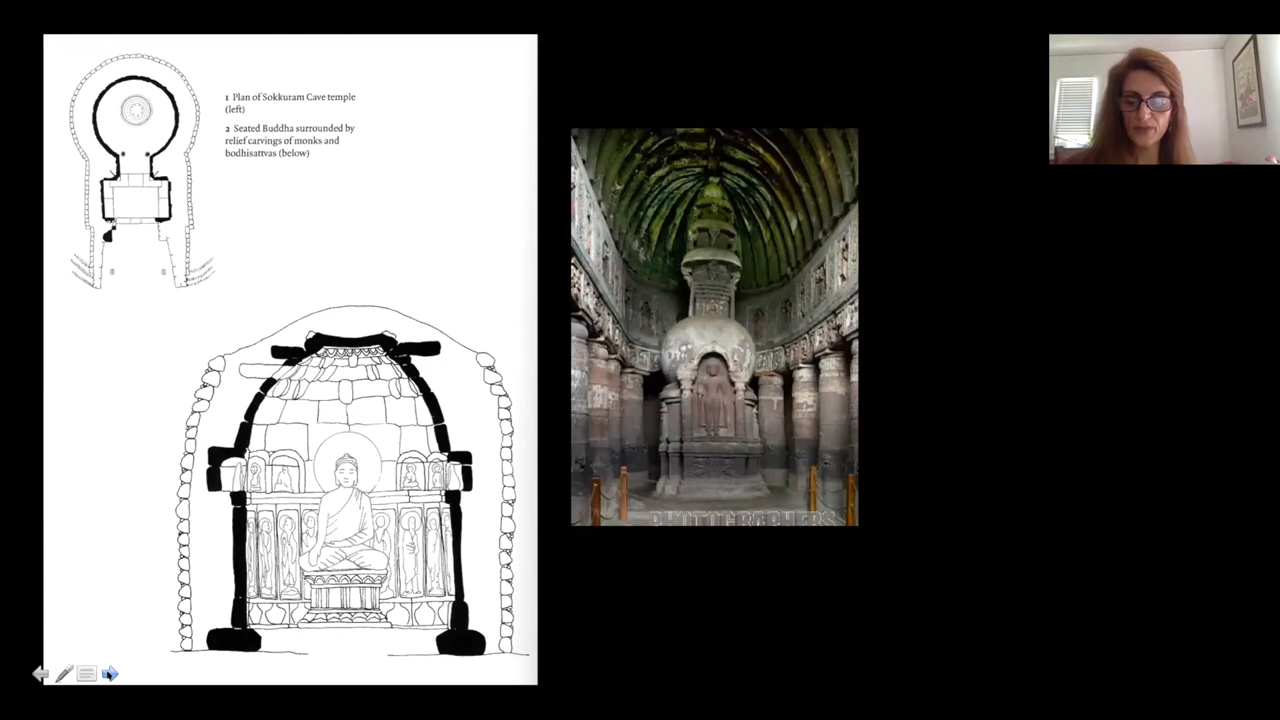 1 Plan of Sokkuram Cave temple
(left)
2 Seated Buddha surrounded by
relief carvings of monks and
bodhisattvas (below)
PHOTOGRAPHERS